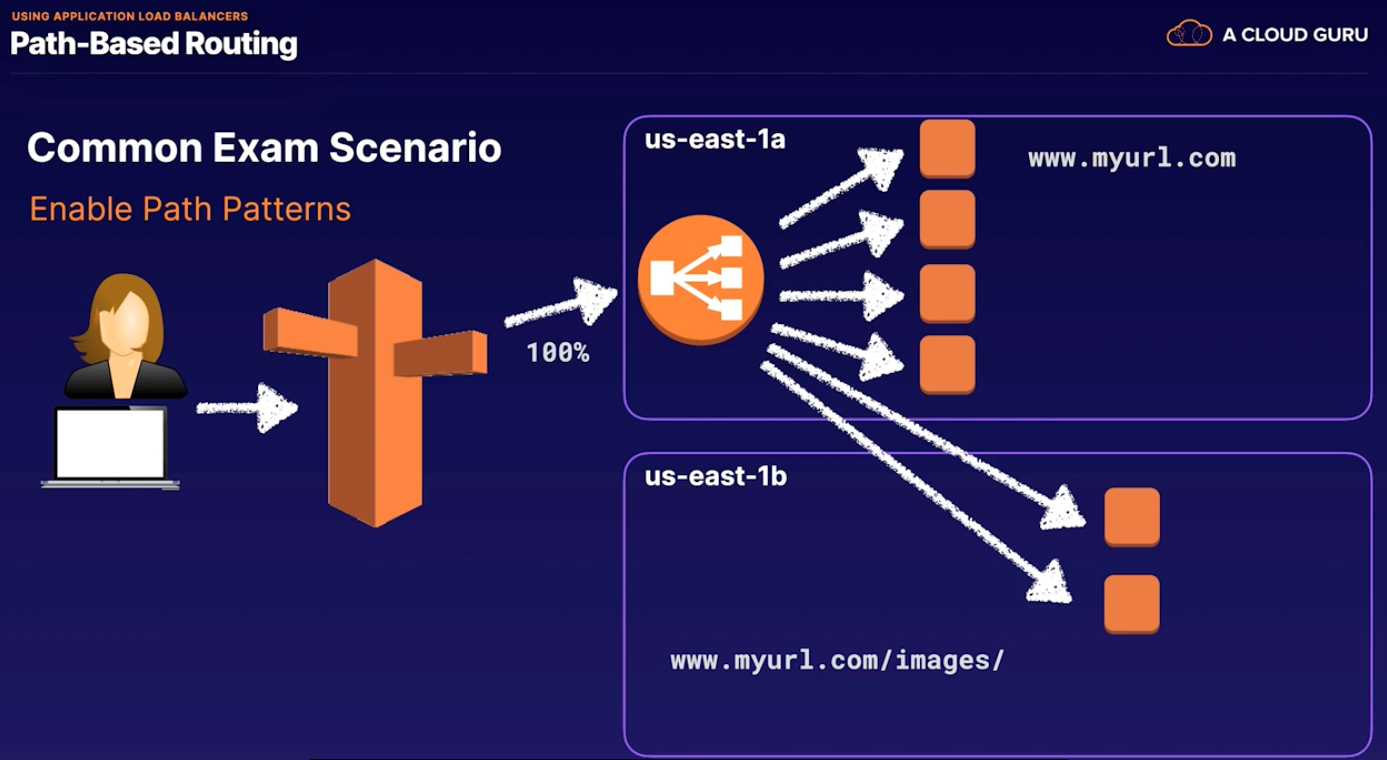 USING APPLICATION LOAD BALANCERS
Path-Based Routing
A CLOUD GURU
Common Exam Scenario
Enable Path Patterns
100%
us-east-1a
www.myurl.com
us-east-1b
www.myurl.com/images/